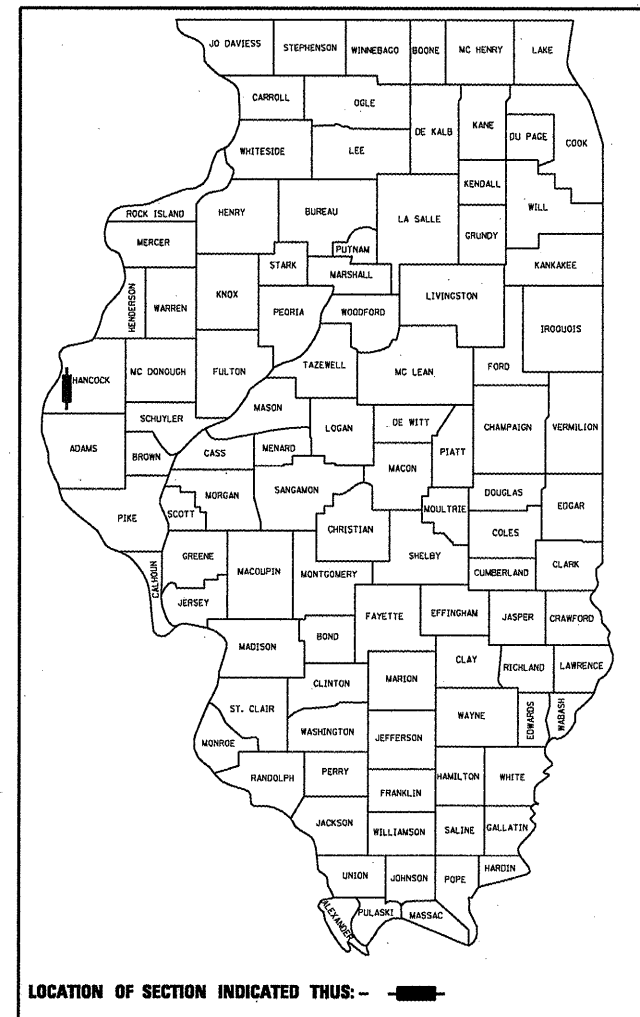 JO DAVIESS
STEPHENSON
WINNEBAGO
BOONE
MC HENRY
LAKE
CARROLL
OGLE
DE KALB
KANE
DU PAGE
COOK
WHITESIDE
LEE
KENDALL
WILL
ROCK ISLAND
HENRY
BUREAU
LA SALLE
GRUNDY
MERCER
PUTNAM
STARK
MARSHALL
KANKAKEE
HENDERSON
WARREN
KNOX
PEORIA
WOODFORD
LIVINGSTON
IROQUOIS
HANCOCK
MC DONOUGH
FULTON
TAZEWELL
MC LEAN
FORD
MASON
SCHUYLER
LOGAN
DE WITT
CHAMPAIGN
VERMILION
ADAMS
BROWN
CASS
MENARD
MACON
PIATT
PIKE
SCOTT
MORGAN
SANGAMON
MOULTRIE
DOUGLAS
EDGAR
CHRISTIAN
COLES
CALHOUN
GREENE
MACOUPIN
MONTGOMERY
SHELBY
CUMBERLAND
CLARK
JERSEY
FAYETTE
EFFINGHAM
JASPER
CRAWFORD
MADISON
BOND
CLAY
RICHLAND
LAWRENCE
CLINTON
MARION
ST. CLAIR
WAYNE
EDWARDS
WABASH
MONROE
WASHINGTON
JEFFERSON
RANDOLPH
PERRY
HAMILTON
WHITE
FRANKLIN
JACKSON
WILLIAMSON
SALINE
GALLATIN
UNION
JOHNSON
POPE
HARDIN
ALEXANDER
PULASKI
MASSAC
LOCATION OF SECTION INDICATED THUS: -